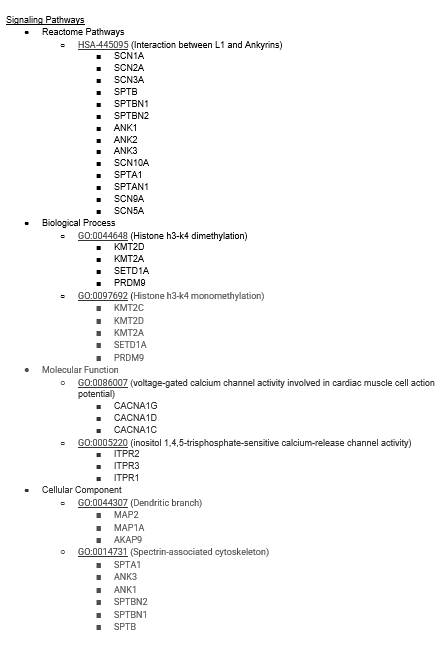 Signaling Pathways
Reactome Pathways
HSA-445095 (Interaction between L1 and Ankyrins)
SCN1A
SCN2A
SCN3A
SPTB
SPTBN1
SPTBN2
ANK1
ANK2
ANK3
SCN10A
SPTA1
SPTAN1
SCN9A
SCN5A
Biological Process
GO:0044648 (Histone h3-k4 dimethylation)
KMT2D
KMT2A
SETD1A
PRDM9
GO:0097692 (Histone h3-k4 monomethylation)
KMT2C
KMT2D
KMT2A
SETD1A
PRDM9
Molecular Function
GO:0086007 (voltage-gated calcium channel activity involved in cardiac muscle cell action
potential)
CACNA1G
CACNA1D
CACNA1C
GO:0005220 (inositol 1,4,5-trisphosphate-sensitive calcium-release channel activity)
ITPR2
ITPR3
ITPR1
Cellular Component
GO:0044307 (Dendritic branch)
MAP2
MAP1A
AKAP9
GO:0014731 (Spectrin-associated cytoskeleton)
SPTA1
ANK3
ANK1
SPTBN2
SPTBN1
SPTB